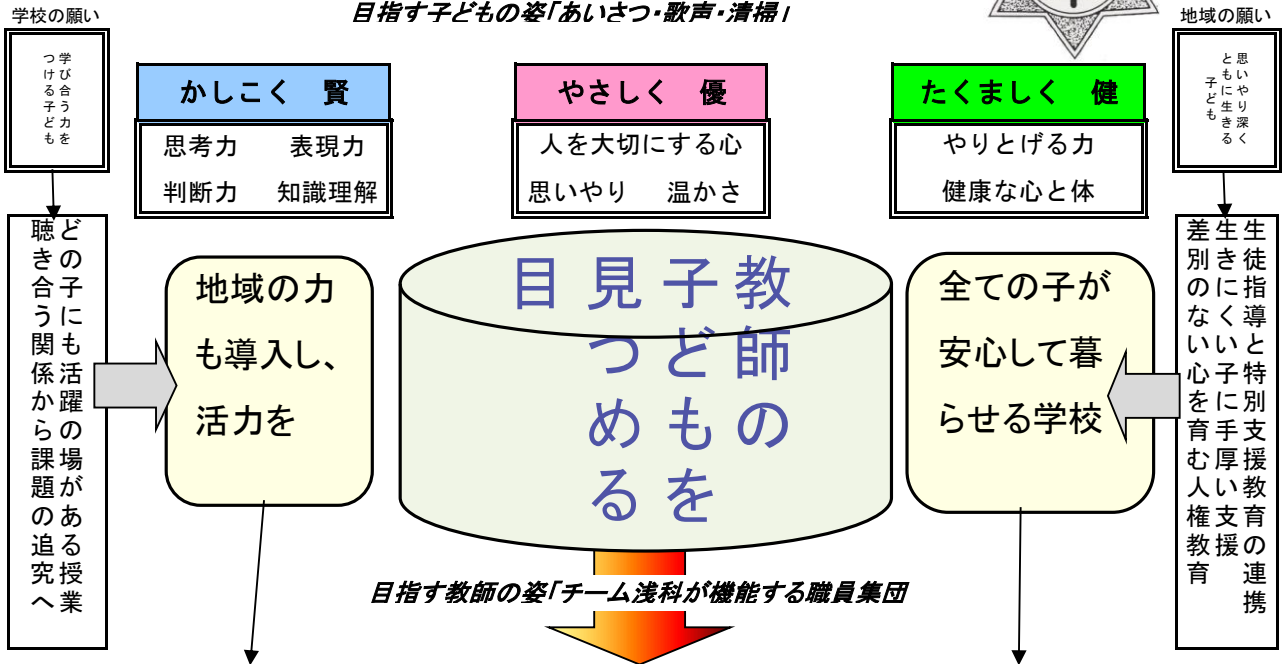 目指す子どもの姿「あいさつ・歌声・清掃」
学校の願い
地域の願い
学び合う力を
つける子ども
かしこく　賢
思考力　表現力
判断力　知識理解
やさしく　優
人を大切にする心
思いやり　温かさ
たくましく　健
やりとげる力
健康な心と体
思いやり深く
ともに生きる
子ども
どの子にも活躍の場がある授業
聴き合う関係から課題の追究へ
地域の力
も導入し、
活力を
教師の
子どもを
見つめる
目
全ての子が
安心して暮
らせる学校
生徒指導と特別支援教育の連携
生きにくい子に手厚い支援
差別のない心を育む人権教育
目指す教師の姿「チーム浅科が機能する職員集団